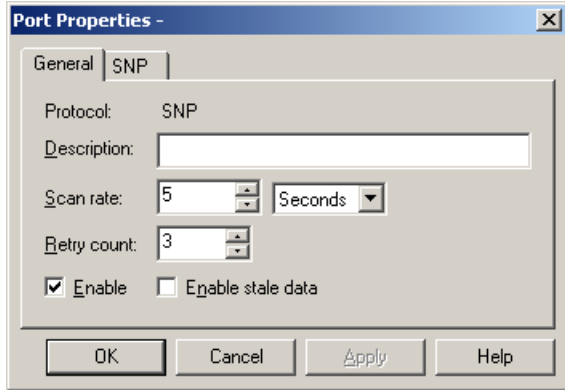 Port Properties -
General SNP
Protocol: SNP
Description:
Scan rate: 5 Seconds
Retry count: 3
Enable Enable stale data
OK Cancel Apply Help